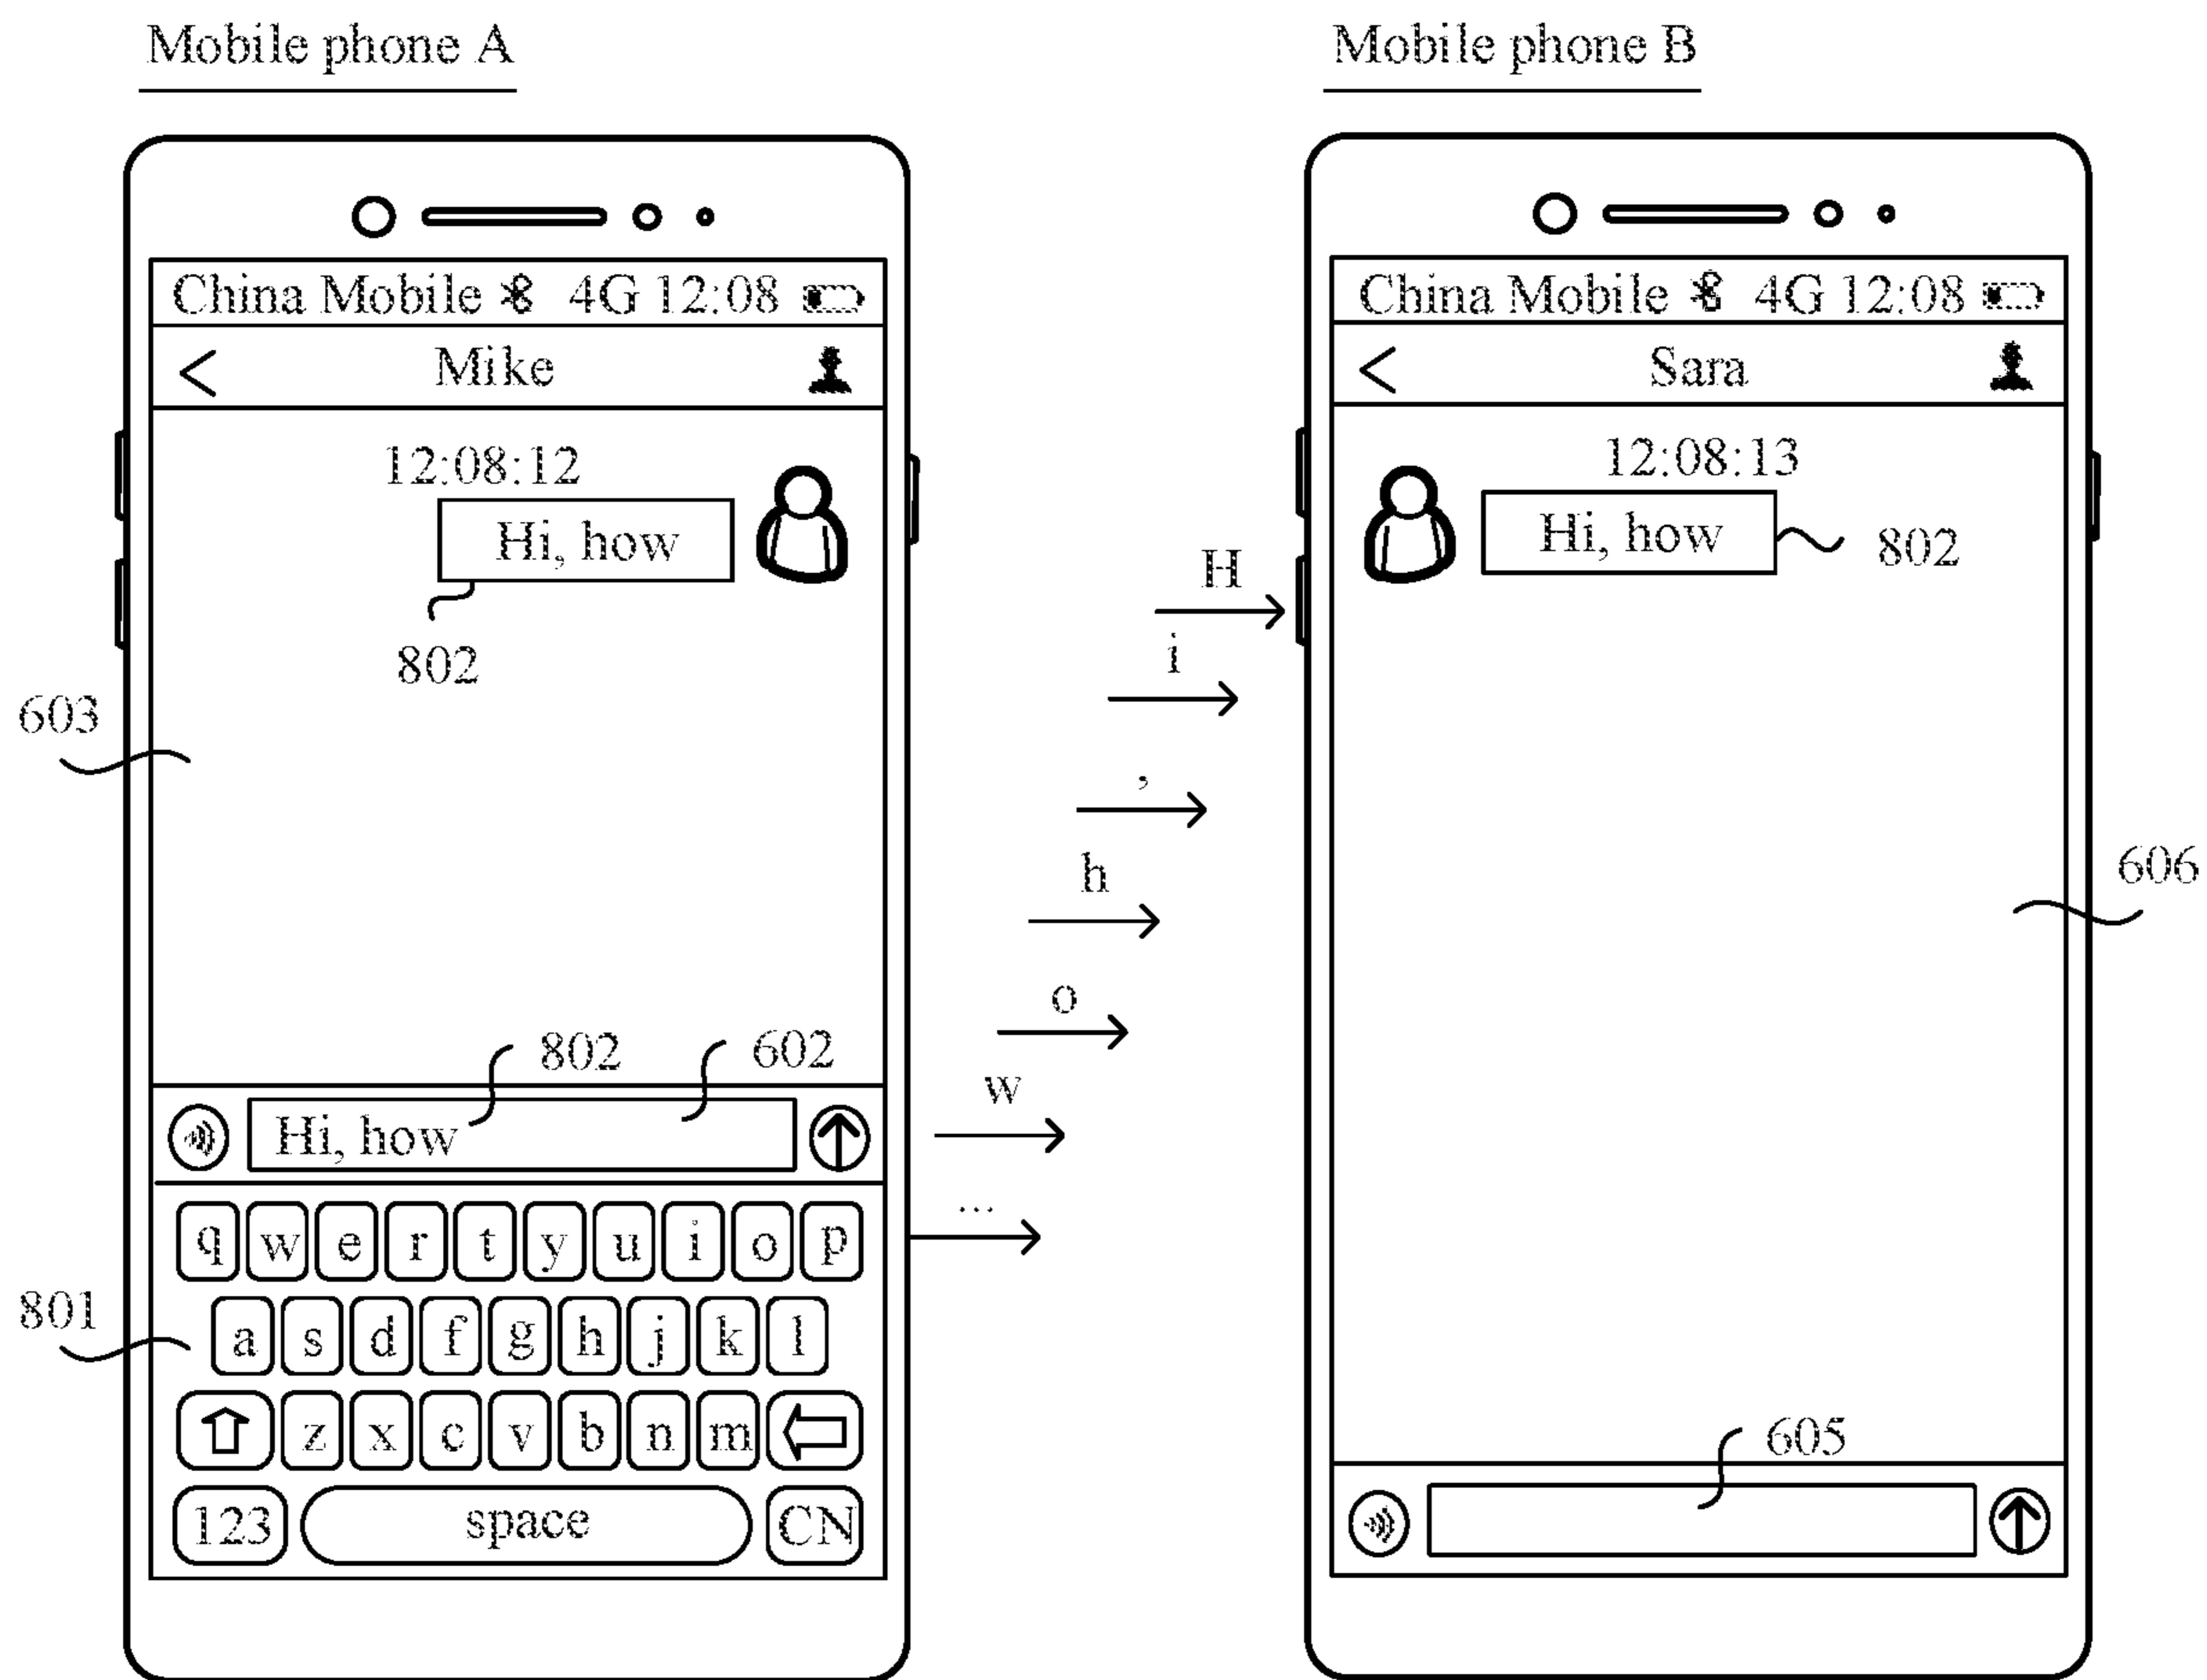 Mobile phone A
China Mobile 4G 12:08
< Mike
12:08:12
Hi, how
802
603
802 602
Hi, how
q w e r t y u i o p
801
a s d f g h j k l
z x c v b n m
123 space CN
H
i
,
h
o
w
...
Mobile phone B
China Mobile 4G 12:08
< Sara
12:08:13
Hi, how
802
606
605